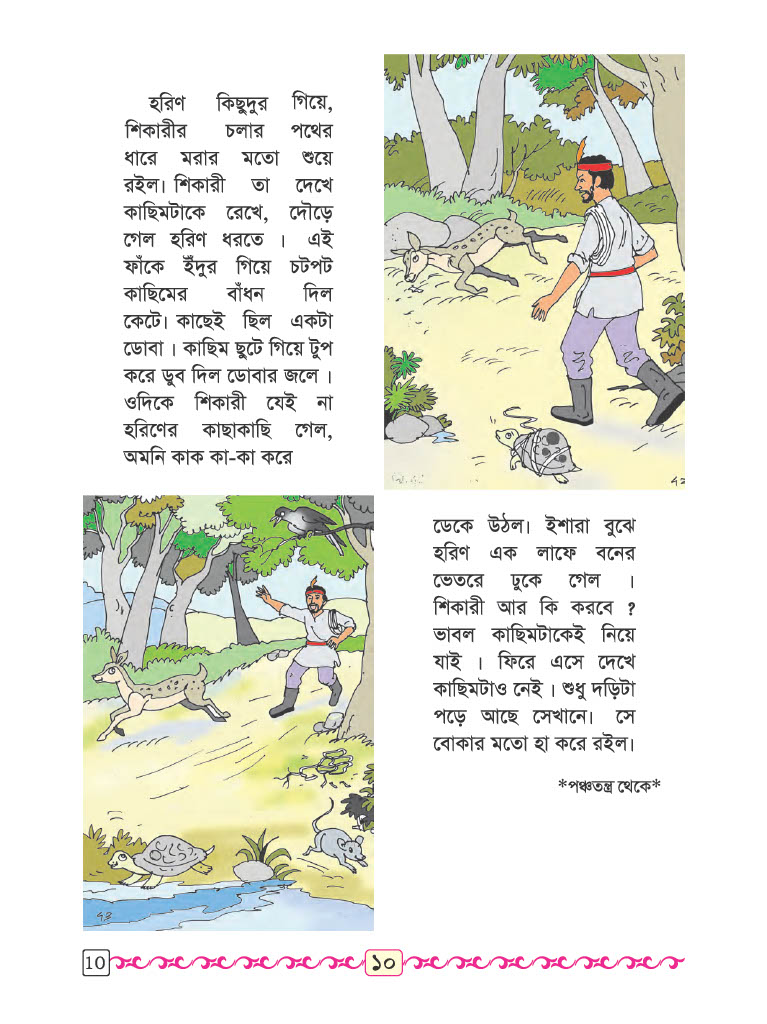 হরিণ কিছুদুর গিয়ে,
শিকারীর চলার পথের
ধারে মরার মতো শুয়ে
রইল। শিকারী তা দেখে
কাছিমটাকে রেখে, দৌড়ে
গেল হরিণ ধরতে । এই
ফাঁকে ইঁদুর গিয়ে চটপট
কাছিমের বাঁধন দিল
কেটে। কাছেই ছিল একটা
ডোবা । কাছিম ছুটে গিয়ে টুপ
করে ডুব দিল ডোবার জলে ।
ওদিকে শিকারী যেই না
হরিণের কাছাকাছি গেল,
অমনি কাক কা-কা করে
ডেকে উঠল। ইশারা বুঝে
হরিণ এক লাফে বনের
ভেতরে ঢুকে গেল ।
শিকারী আর কি করবে ?
ভাবল কাছিমটাকেই নিয়ে
যাই । ফিরে এসে দেখে
কাছিমটাও নেই । শুধু দড়িটা
পড়ে আছে সেখানে। সে
বোকার মতো হা করে রইল।
*পঞ্চতন্ত্র থেকে*
10 ১০